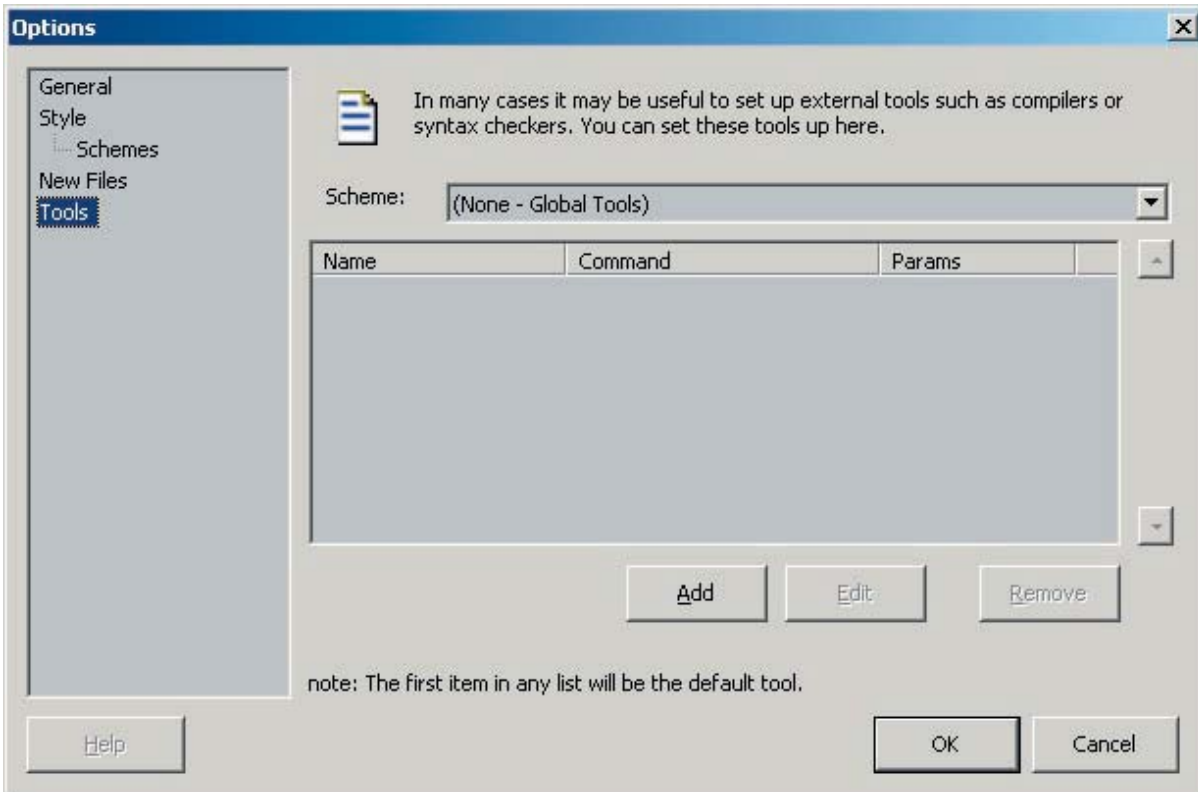 Options
General
Style
Schemes
New Files
Tools
In many cases it may be useful to set up external tools such as compilers or
syntax checkers. You can set these tools up here.
Scheme: (None - Global Tools)
Name Command Params
Add Edit Remove
note: The first item in any list will be the default tool.
Help OK Cancel